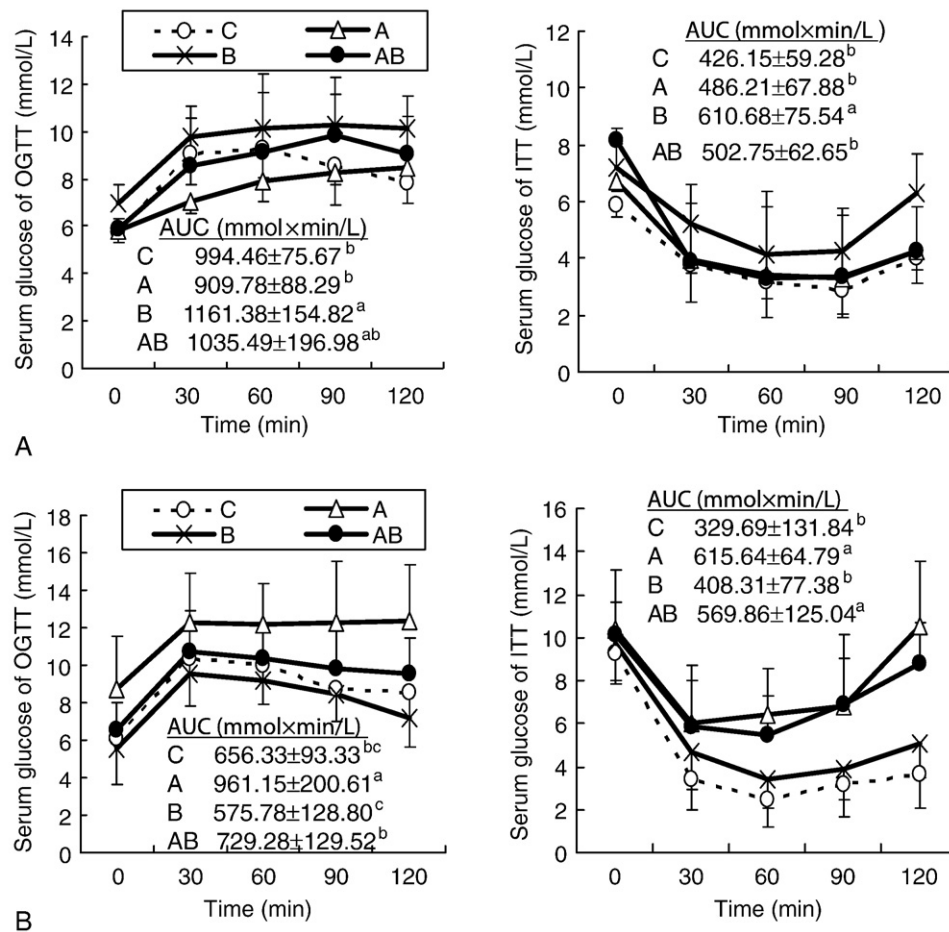 A
C A
B AB
Serum glucose of OGTT (mmol/L)
14
12
10
8
6
4
2
0
AUC (mmol×min/L)
C 994.46±75.67b
A 909.78±88.29b
B 1161.38±154.82a
AB 1035.49±196.98ab
0 30 60 90 120
Time (min)
Serum glucose of ITT (mmol/L)
12
10
8
6
4
2
0
AUC (mmol×min/L)
C 426.15±59.28b
A 486.21±67.88b
B 610.68±75.54a
AB 502.75±62.65b
0 30 60 90 120
Time (min)
A
C A
B AB
Serum glucose of OGTT (mmol/L)
18
16
14
12
10
8
6
4
2
0
AUC (mmol×min/L)
C 656.33±93.33bc
A 961.15±200.61a
B 575.78±128.80c
AB 729.28±129.52b
0 30 60 90 120
Time (min)
Serum glucose of ITT (mmol/L)
16
14
12
10
8
6
4
2
0
AUC (mmol×min/L)
C 329.69±131.84b
A 615.64±64.79a
B 408.31±77.38b
AB 569.86±125.04a
0 30 60 90 120
Time (min)
B